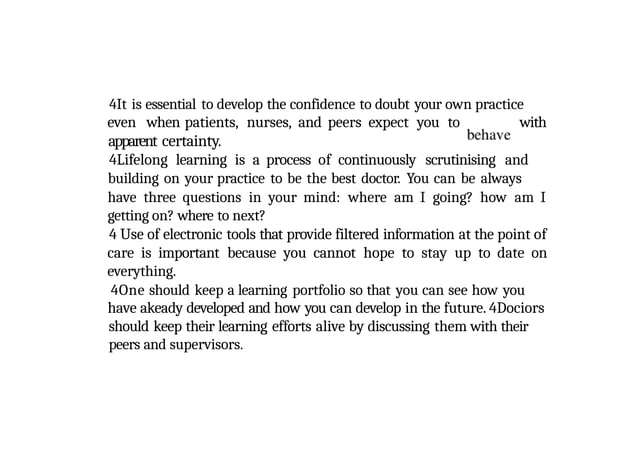 4It is essential to develop the confidence to doubt your own practice
even when patients, nurses, and peers expect you to behave with
apparent certainty.
4Lifelong learning is a process of continuously scrutinising and
building on your practice to be the best doctor. You can be always
have three questions in your mind: where am I going? how am I
getting on? where to next?
4 Use of electronic tools that provide filtered information at the point of
care is important because you cannot hope to stay up to date on
everything.
4One should keep a learning portfolio so that you can see how you
have akeady developed and how you can develop in the future. 4Dociors
should keep their learning efforts alive by discussing them with their
peers and supervisors.